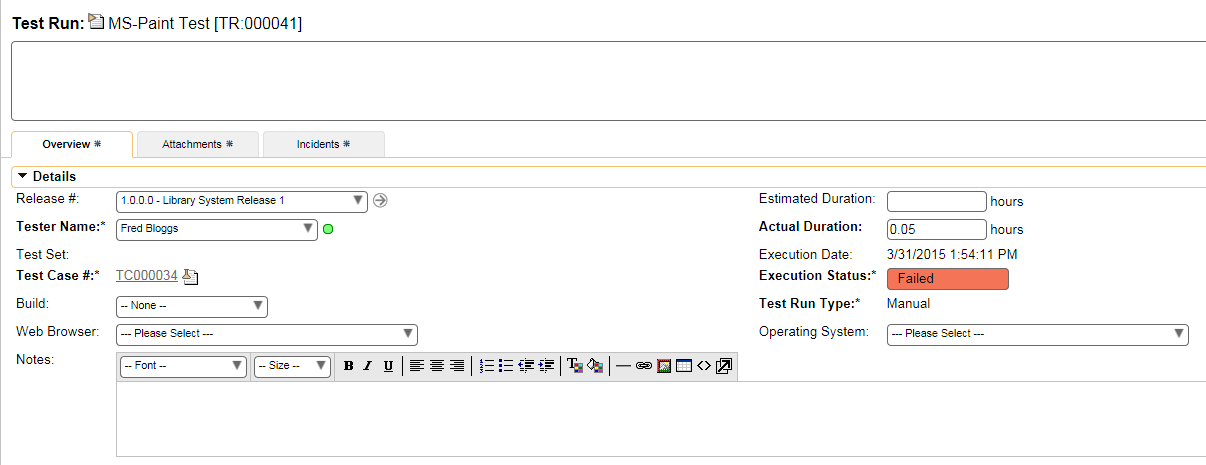 Test Run: MS-Paint Test [TR:000041]
Overview * Attachments * Incidents *
Details
Release #: 1.0.0.0 - Library System Release 1 Estimated Duration: hours
Tester Name:* Fred Bloggs Actual Duration: 0.05 hours
Test Set: Execution Date: 3/31/2015 1:54:11 PM
Test Case #:* TC000034 Execution Status:* Failed
Build: -- None -- Test Run Type:* Manual
Web Browser: --- Please Select --- Operating System: --- Please Select ---
Notes: -- Font -- -- Size -- B I U